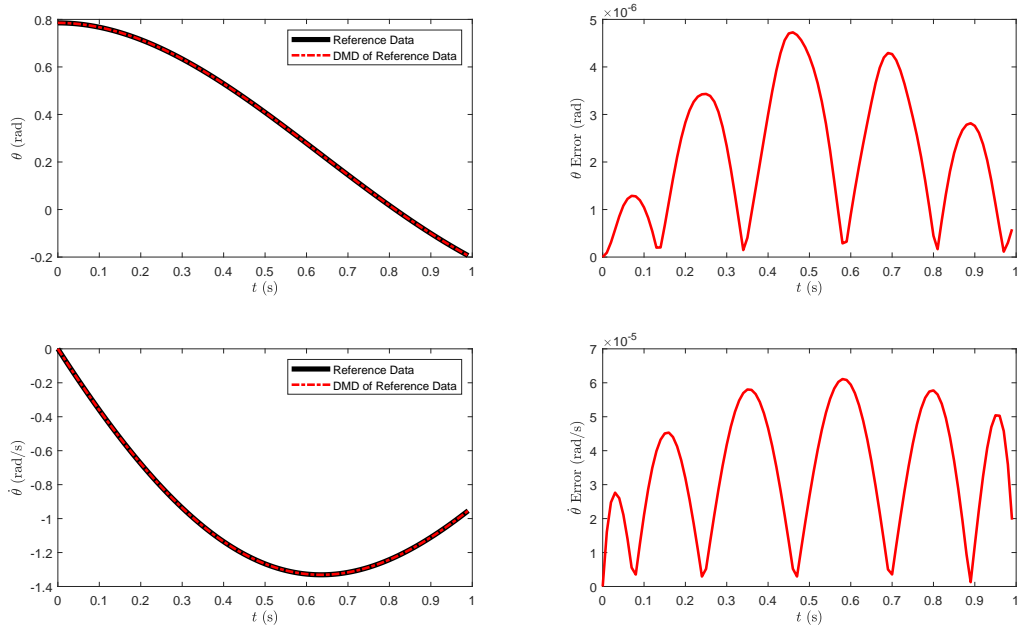 0.8
0.6
0.4
0.2
0
-0.2
θ (rad)
0 0.1 0.2 0.3 0.4 0.5 0.6 0.7 0.8 0.9 1
t (s)
Reference Data
DMD of Reference Data
×10⁻⁶
5
4
3
2
1
0
θ Error (rad)
0 0.1 0.2 0.3 0.4 0.5 0.6 0.7 0.8 0.9 1
t (s)
0
-0.2
-0.4
-0.6
-0.8
-1
-1.2
-1.4
θ̇ (rad/s)
0 0.1 0.2 0.3 0.4 0.5 0.6 0.7 0.8 0.9 1
t (s)
Reference Data
DMD of Reference Data
×10⁻⁵
7
6
5
4
3
2
1
0
θ̇ Error (rad/s)
0 0.1 0.2 0.3 0.4 0.5 0.6 0.7 0.8 0.9 1
t (s)